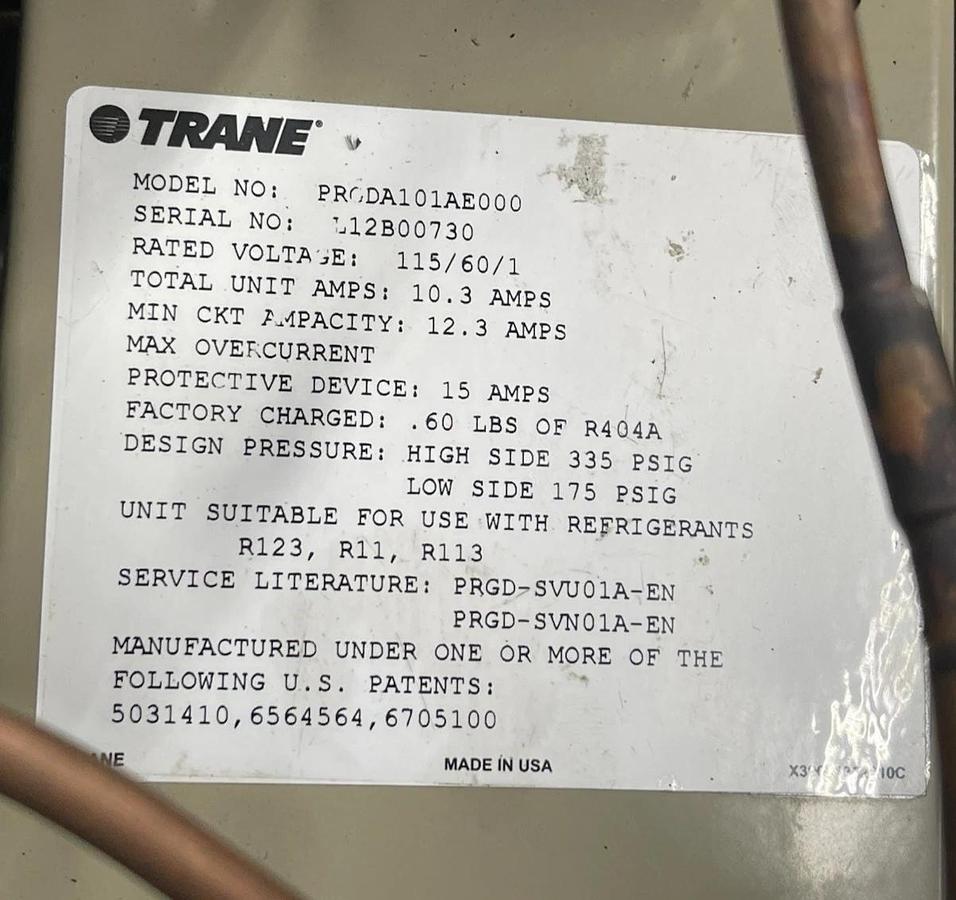 TRANE
MODEL NO: PRGDA101AE000
SERIAL NO: L12B00730
RATED VOLTAGE: 115/60/1
TOTAL UNIT AMPS: 10.3 AMPS
MIN CKT AMPACITY: 12.3 AMPS
MAX OVERCURRENT
PROTECTIVE DEVICE: 15 AMPS
FACTORY CHARGED: .60 LBS OF R404A
DESIGN PRESSURE: HIGH SIDE 335 PSIG
LOW SIDE 175 PSIG
UNIT SUITABLE FOR USE WITH REFRIGERANTS
R123, R11, R113
SERVICE LITERATURE: PRGD-SVU01A-EN
PRGD-SVN01A-EN
MANUFACTURED UNDER ONE OR MORE OF THE
FOLLOWING U.S. PATENTS:
5031410,6564564,6705100
MADE IN USA